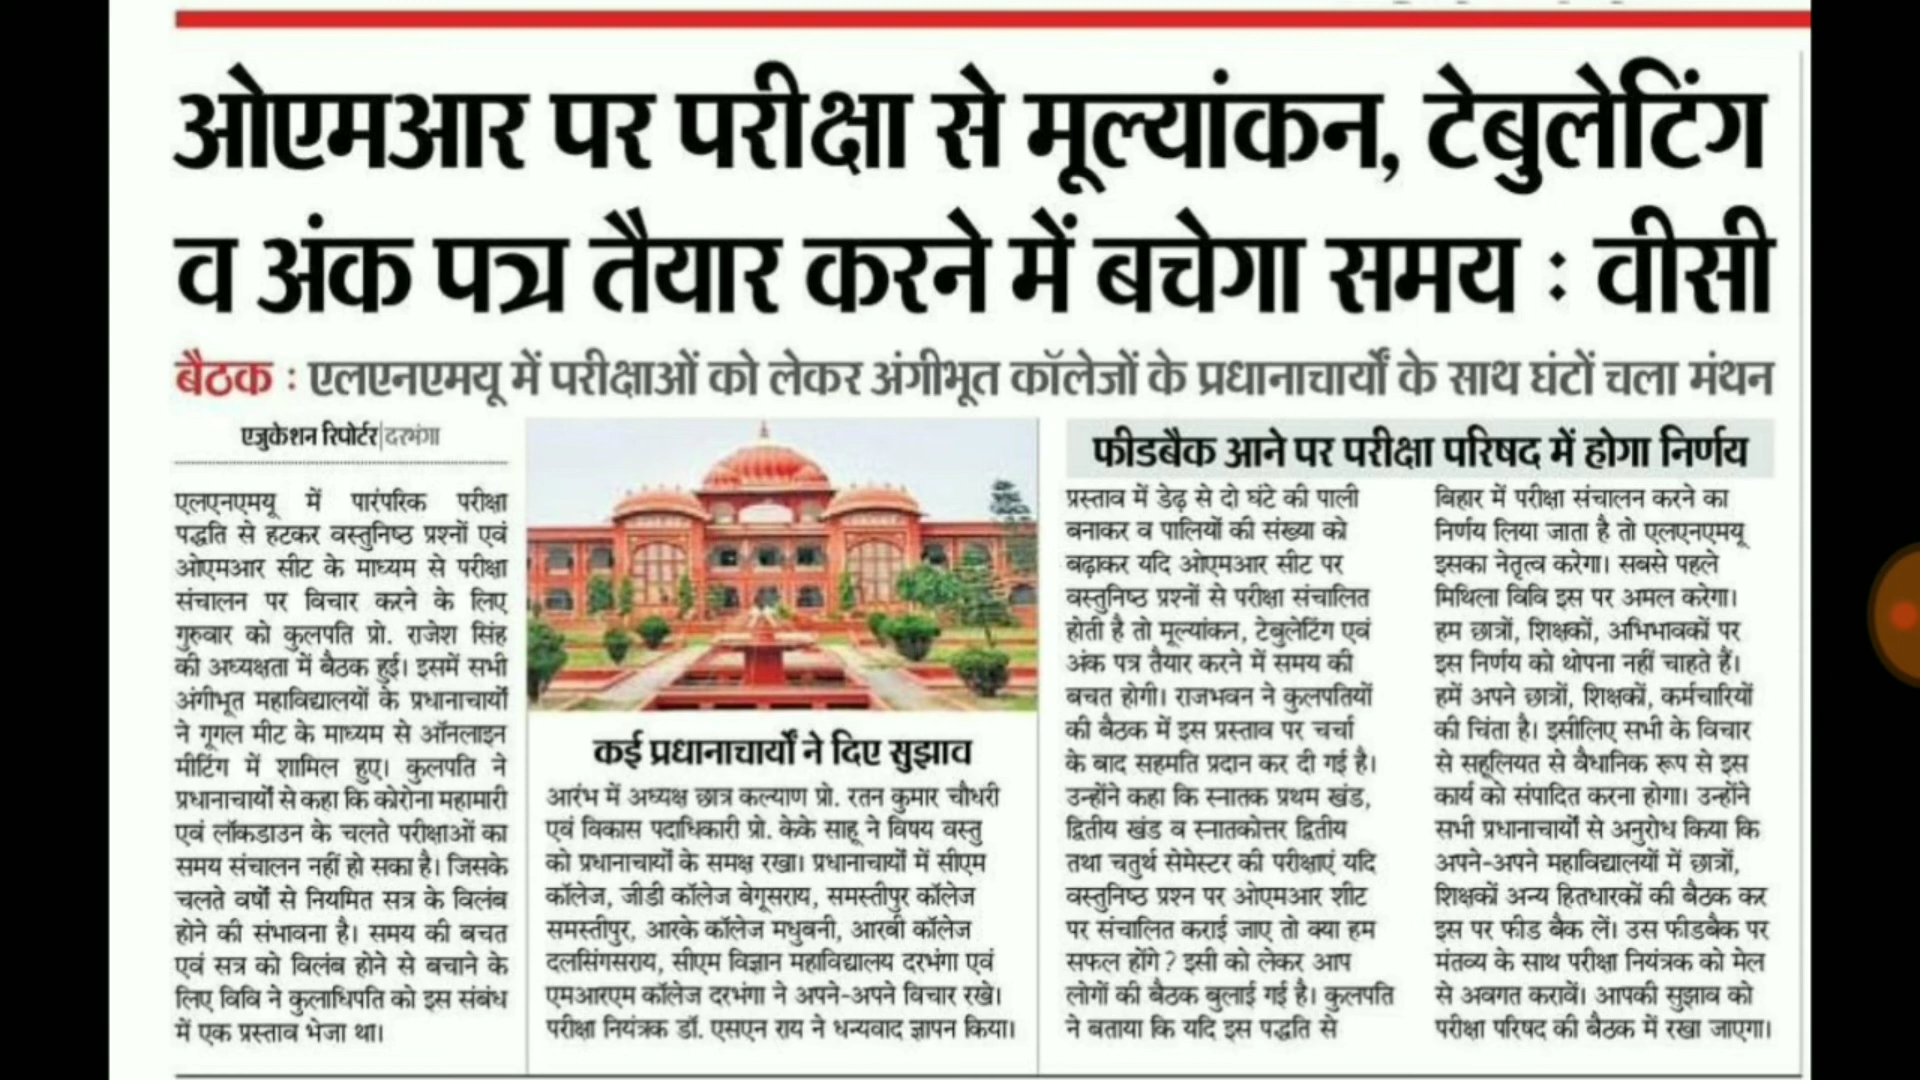 ओएमआर पर परीक्षा से मूल्यांकन, टेबुलेटिंग
व अंक पत्र तैयार करने में बचेगा समय : वीसी
बैठक : एलएनएमयू में परीक्षाओं को लेकर अंगीभूत कॉलेजों के प्रधानाचार्यों के साथ घंटों चला मंथन
एजुकेशन रिपोर्टर|दरभंगा
एलएनएमयू में पारंपरिक परीक्षा
पद्धति से हटकर वस्तुनिष्ठ प्रश्नों एवं
ओएमआर सीट के माध्यम से परीक्षा
संचालन पर विचार करने के लिए
गुरुवार को कुलपति प्रो. राजेश सिंह
की अध्यक्षता में बैठक हुई। इसमें सभी
अंगीभूत महाविद्यालयों के प्रधानाचार्यों
ने गूगल मीट के माध्यम से ऑनलाइन
मीटिंग में शामिल हुए। कुलपति ने
प्रधानाचार्यों से कहा कि कोरोना महामारी
एवं लॉकडाउन के चलते परीक्षाओं का
समय संचालन नहीं हो सका है। जिसके
चलते वर्षों से नियमित सत्र के विलंब
होने की संभावना है। समय की बचत
एवं सत्र को विलंब होने से बचाने के
लिए विवि ने कुलाधिपति को इस संबंध
में एक प्रस्ताव भेजा था।
कई प्रधानाचार्यों ने दिए सुझाव
आरंभ में अध्यक्ष छात्र कल्याण प्रो. रतन कुमार चौधरी
एवं विकास पदाधिकारी प्रो. केके साहू ने विषय वस्तु
को प्रधानाचार्यों के समक्ष रखा। प्रधानाचार्यों में सीएम
कॉलेज, जीडी कॉलेज बेगूसराय, समस्तीपुर कॉलेज
समस्तीपुर, आरके कॉलेज मधुबनी, आरबी कॉलेज
दलसिंगसराय, सीएम विज्ञान महाविद्यालय दरभंगा एवं
एमआरएम कॉलेज दरभंगा ने अपने-अपने विचार रखे।
परीक्षा नियंत्रक डॉ. एसएन राय ने धन्यवाद ज्ञापन किया।
फीडबैक आने पर परीक्षा परिषद में होगा निर्णय
प्रस्ताव में डेढ़ से दो घंटे की पाली
बनाकर व पालियों की संख्या को
बढ़ाकर यदि ओएमआर सीट पर
वस्तुनिष्ठ प्रश्नों से परीक्षा संचालित
होती है तो मूल्यांकन, टेबुलेटिंग एवं
अंक पत्र तैयार करने में समय की
बचत होगी। राजभवन ने कुलपतियों
की बैठक में इस प्रस्ताव पर चर्चा
के बाद सहमति प्रदान कर दी गई है।
उन्होंने कहा कि स्नातक प्रथम खंड,
द्वितीय खंड व स्नातकोत्तर द्वितीय
तथा चतुर्थ सेमेस्टर की परीक्षाएं यदि
वस्तुनिष्ठ प्रश्न पर ओएमआर शीट
पर संचालित कराई जाए तो क्या हम
सफल होंगे? इसी को लेकर आप
लोगों की बैठक बुलाई गई है। कुलपति
ने बताया कि यदि इस पद्धति से
बिहार में परीक्षा संचालन करने का
निर्णय लिया जाता है तो एलएनएमयू
इसका नेतृत्व करेगा। सबसे पहले
मिथिला विवि इस पर अमल करेगा।
हम छात्रों, शिक्षकों, अभिभावकों पर
इस निर्णय को थोपना नहीं चाहते हैं।
हमें अपने छात्रों, शिक्षकों, कर्मचारियों
की चिंता है। इसीलिए सभी के विचार
से सहूलियत से वैधानिक रूप से इस
कार्य को संपादित करना होगा। उन्होंने
सभी प्रधानाचार्यों से अनुरोध किया कि
अपने-अपने महाविद्यालयों में छात्रों,
शिक्षकों अन्य हितधारकों की बैठक कर
इस पर फीड बैक लें। उस फीडबैक पर
मंतव्य के साथ परीक्षा नियंत्रक को मेल
से अवगत करावें। आपकी सुझाव को
परीक्षा परिषद की बैठक में रखा जाएगा।